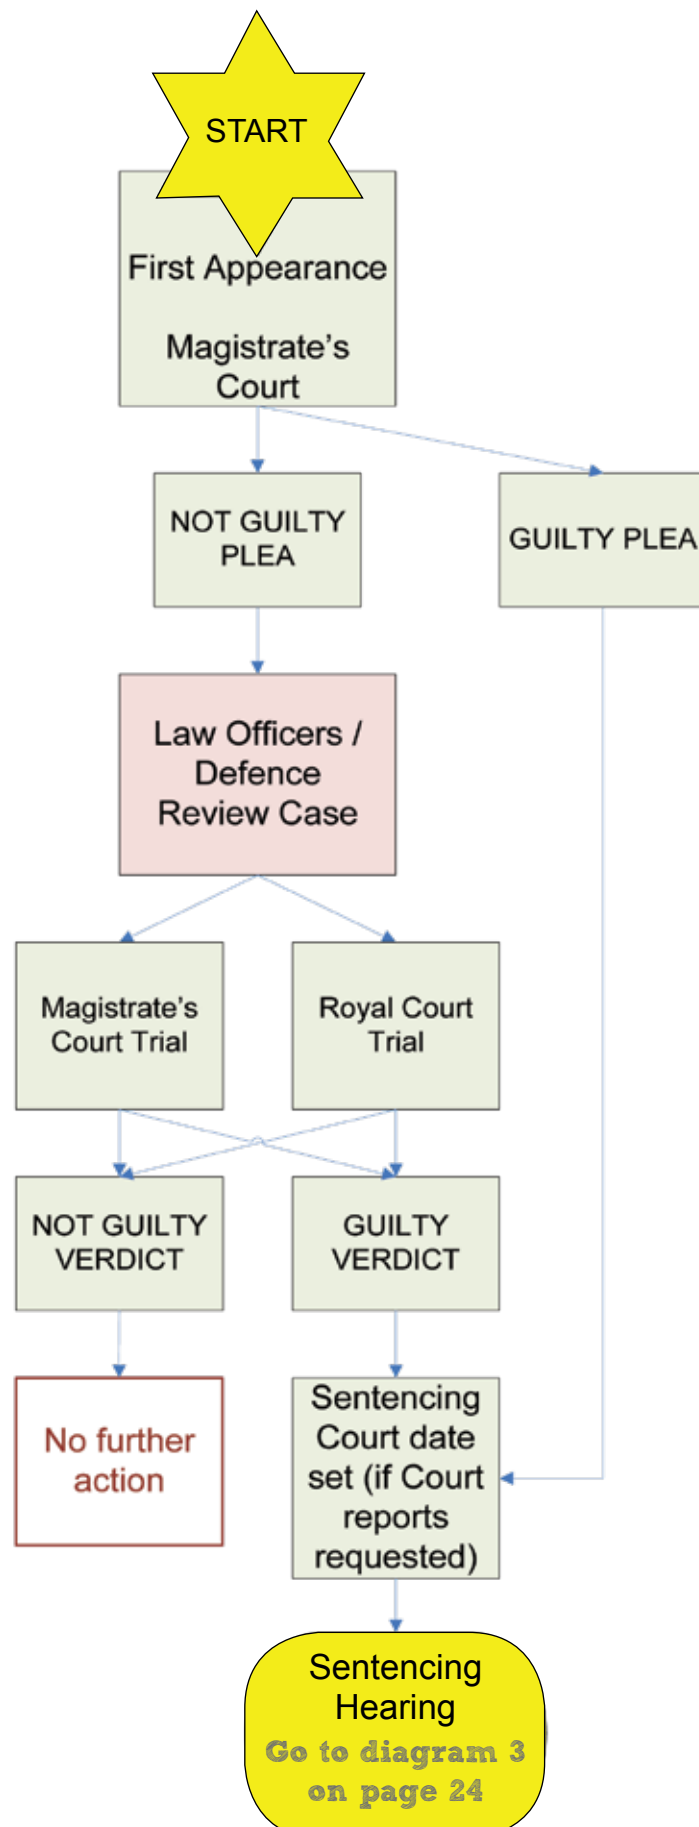 START
First Appearance
Magistrate's
Court
NOT GUILTY
PLEA
GUILTY PLEA
Law Officers /
Defence
Review Case
Magistrate's
Court Trial
Royal Court
Trial
NOT GUILTY
VERDICT
GUILTY
VERDICT
No further
action
Sentencing
Court date
set (if Court
reports
requested)
Sentencing
Hearing
Go to diagram 3
on page 24